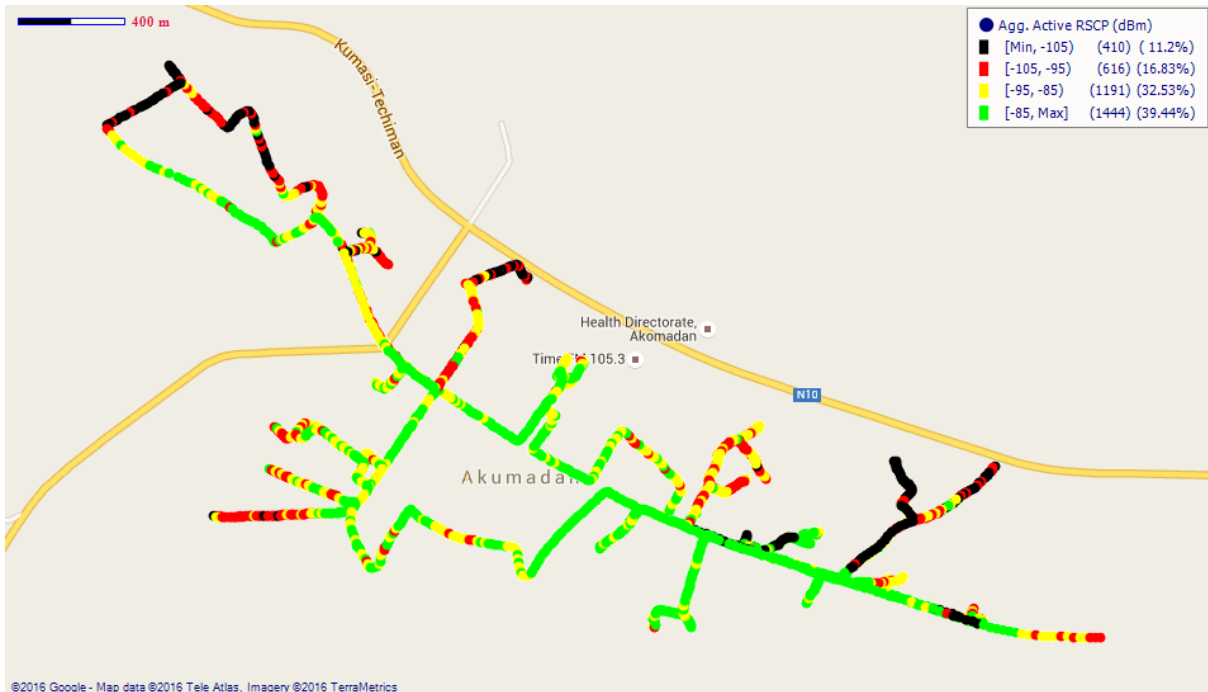 400 m
Agg. Active RSCP (dBm)
[Min, -105) (410) ( 11.2%)
[-105, -95) (616) (16.83%)
[-95, -85) (1191) (32.53%)
[-85, Max] (1444) (39.44%)
Kumasi-Techiman
Health Directorate,
Akomadan
105.3
N10
Akumadan
©2016 Google - Map data ©2016 Tele Atlas, Imagery ©2016 TerraMetrics